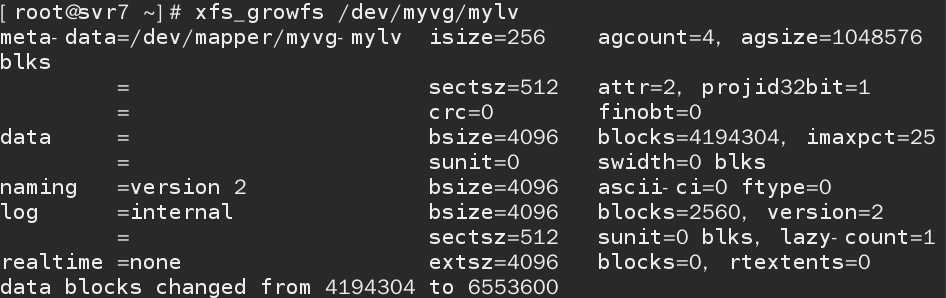 [root@svr7 ~]# xfs_growfs /dev/myvg/mylv
meta-data=/dev/mapper/myvg-mylv  isize=256    agcount=4, agsize=1048576
blks
         =                       sectsz=512   attr=2, projid32bit=1
         =                       crc=0        finobt=0
data     =                       bsize=4096   blocks=4194304, imaxpct=25
         =                       sunit=0      swidth=0 blks
naming   =version 2              bsize=4096   ascii-ci=0 ftype=0
log      =internal               bsize=4096   blocks=2560, version=2
         =                       sectsz=512   sunit=0 blks, lazy-count=1
realtime =none                   extsz=4096   blocks=0, rtextents=0
data blocks changed from 4194304 to 6553600